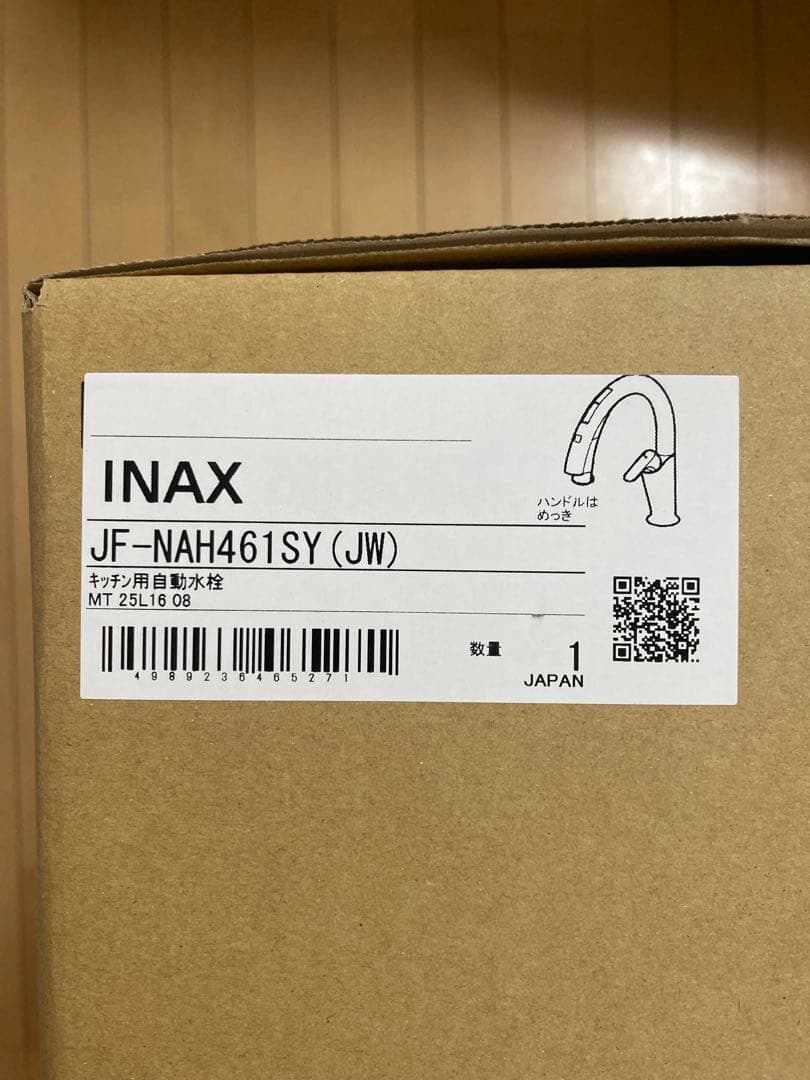 INAX
ハンドルは
めっき
JF-NAH461SY(JW)
キッチン用自動水栓
MT 25L16 08
4989236465271
数量 1
JAPAN